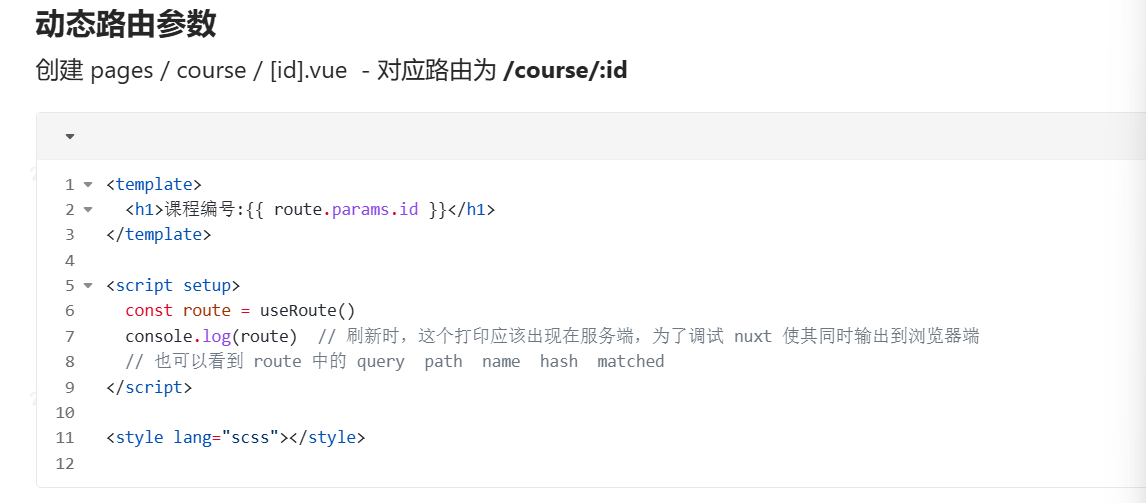 动态路由参数
创建 pages / course / [id].vue  - 对应路由为 /course/:id
1 <template>
2   <h1>课程编号:{{ route.params.id }}</h1>
3 </template>
4
5 <script setup>
6   const route = useRoute()
7   console.log(route)  // 刷新时，这个打印应该出现在服务端，为了调试 nuxt 使其同时输出到浏览器端
8   // 也可以看到 route 中的 query  path  name  hash  matched
9 </script>
10
11 <style lang="scss"></style>
12